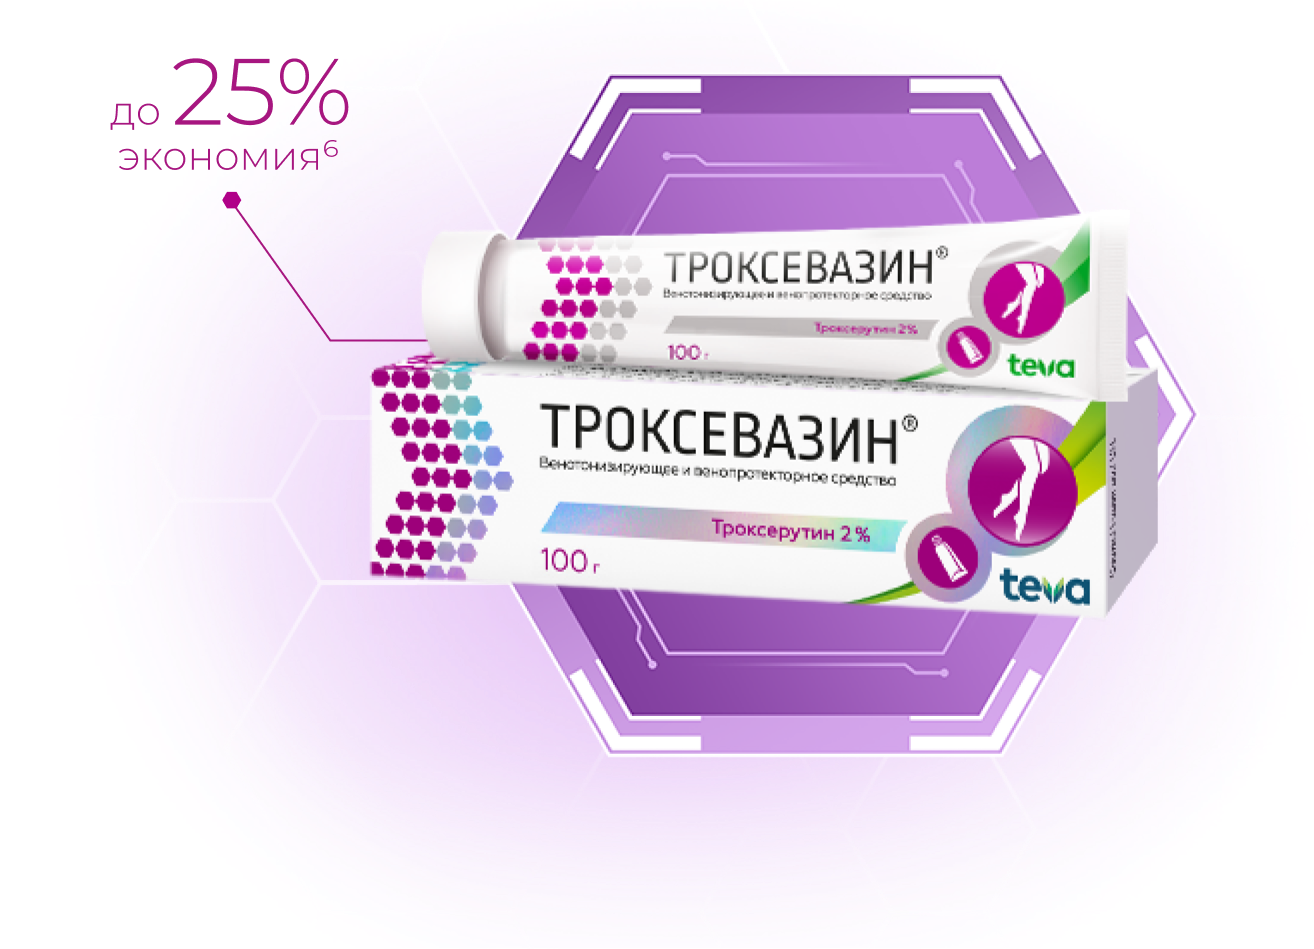 до 25%
экономия⁶
ТРОКСЕВАЗИН®
Венотонизирующее и венопротекторное средство
Троксерутин 2%
100 г
teva
ТРОКСЕВАЗИН®
Венотонизирующее и венопротекторное средство
Троксерутин 2%
100 г
teva